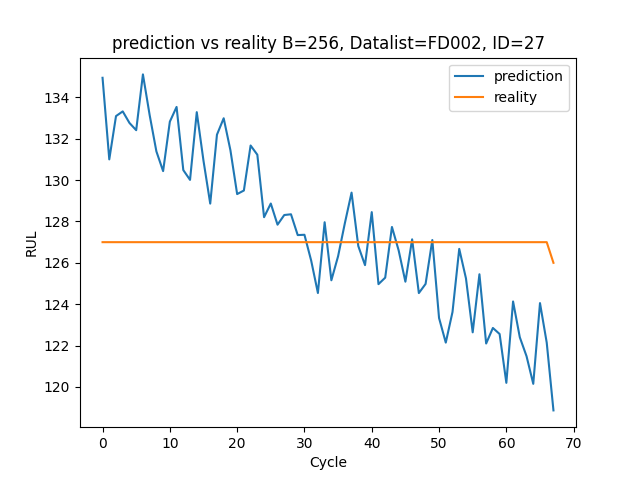 prediction vs reality B=256, Datalist=FD002, ID=27
prediction
reality
134
132
130
128
126
124
122
120
RUL
0 10 20 30 40 50 60 70
Cycle